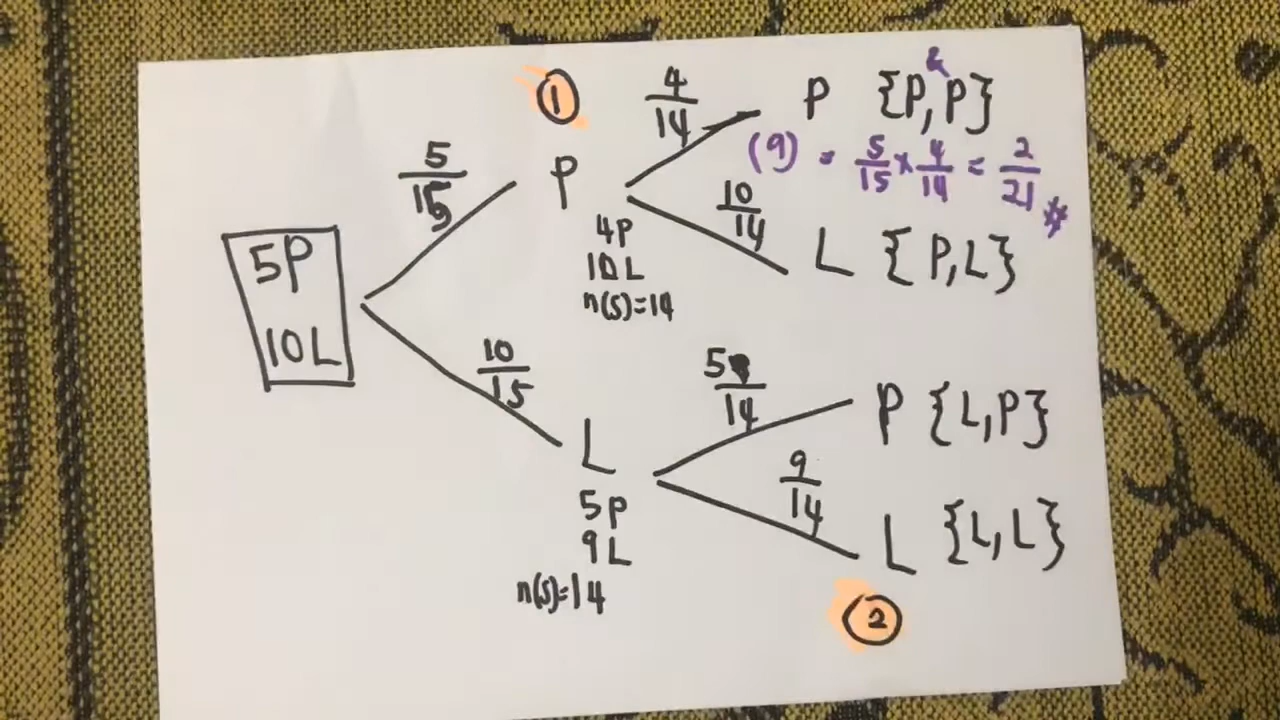 5P
10L
5/15
10/15
①
P
4P
10L
n(S)=14
L
5P
9L
n(S)=14
4/14
P {P,P}
&
(9) = 5/15 × 4/14 = 2/21 #
10/14
L {P,L}
5/14
P {L,P}
9/14
L {L,L}
②